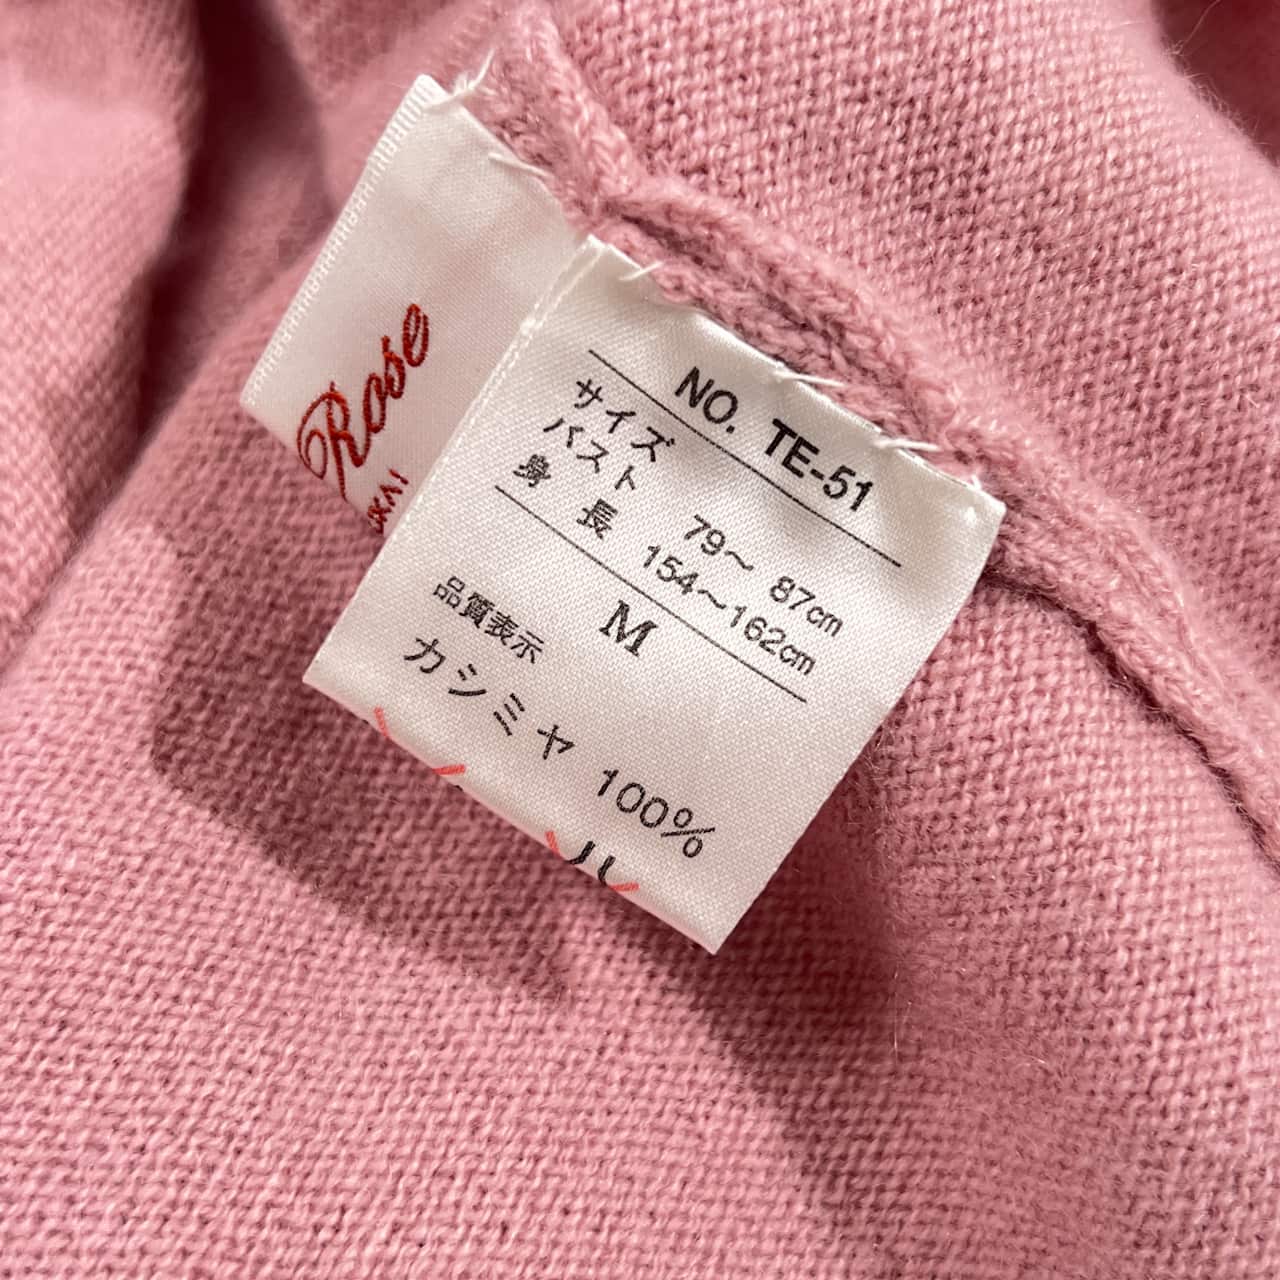 Rose
NO. TE-51
サイズ
バスト 79～ 87cm
身 長 154～162cm
M
品質表示
カシミヤ 100%